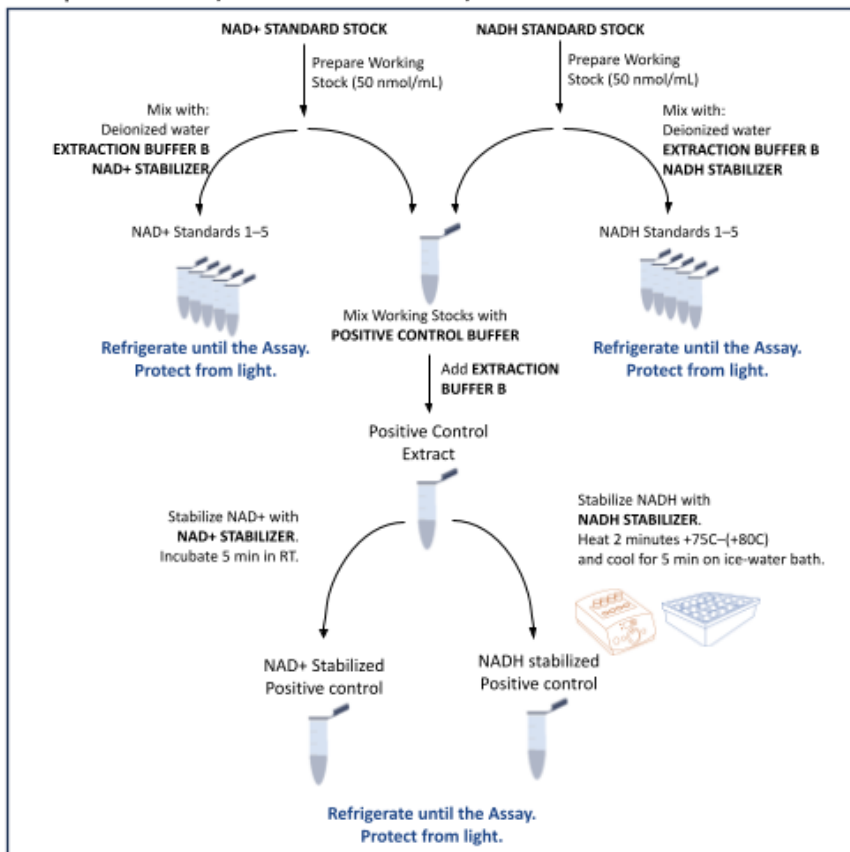 NAD+ STANDARD STOCK
NADH STANDARD STOCK
Prepare Working
Stock (50 nmol/mL)
Prepare Working
Stock (50 nmol/mL)
Mix with:
Deionized water
EXTRACTION BUFFER B
NAD+ STABILIZER
Mix with:
Deionized water
EXTRACTION BUFFER B
NADH STABILIZER
NAD+ Standards 1–5
NADH Standards 1–5
Mix Working Stocks with
POSITIVE CONTROL BUFFER
Refrigerate until the Assay.
Protect from light.
Refrigerate until the Assay.
Protect from light.
Add EXTRACTION
BUFFER B
Positive Control
Extract
Stabilize NAD+ with
NAD+ STABILIZER.
Incubate 5 min in RT.
Stabilize NADH with
NADH STABILIZER.
Heat 2 minutes +75C–(+80C)
and cool for 5 min on ice-water bath.
NAD+ Stabilized
Positive control
NADH stabilized
Positive control
Refrigerate until the Assay.
Protect from light.